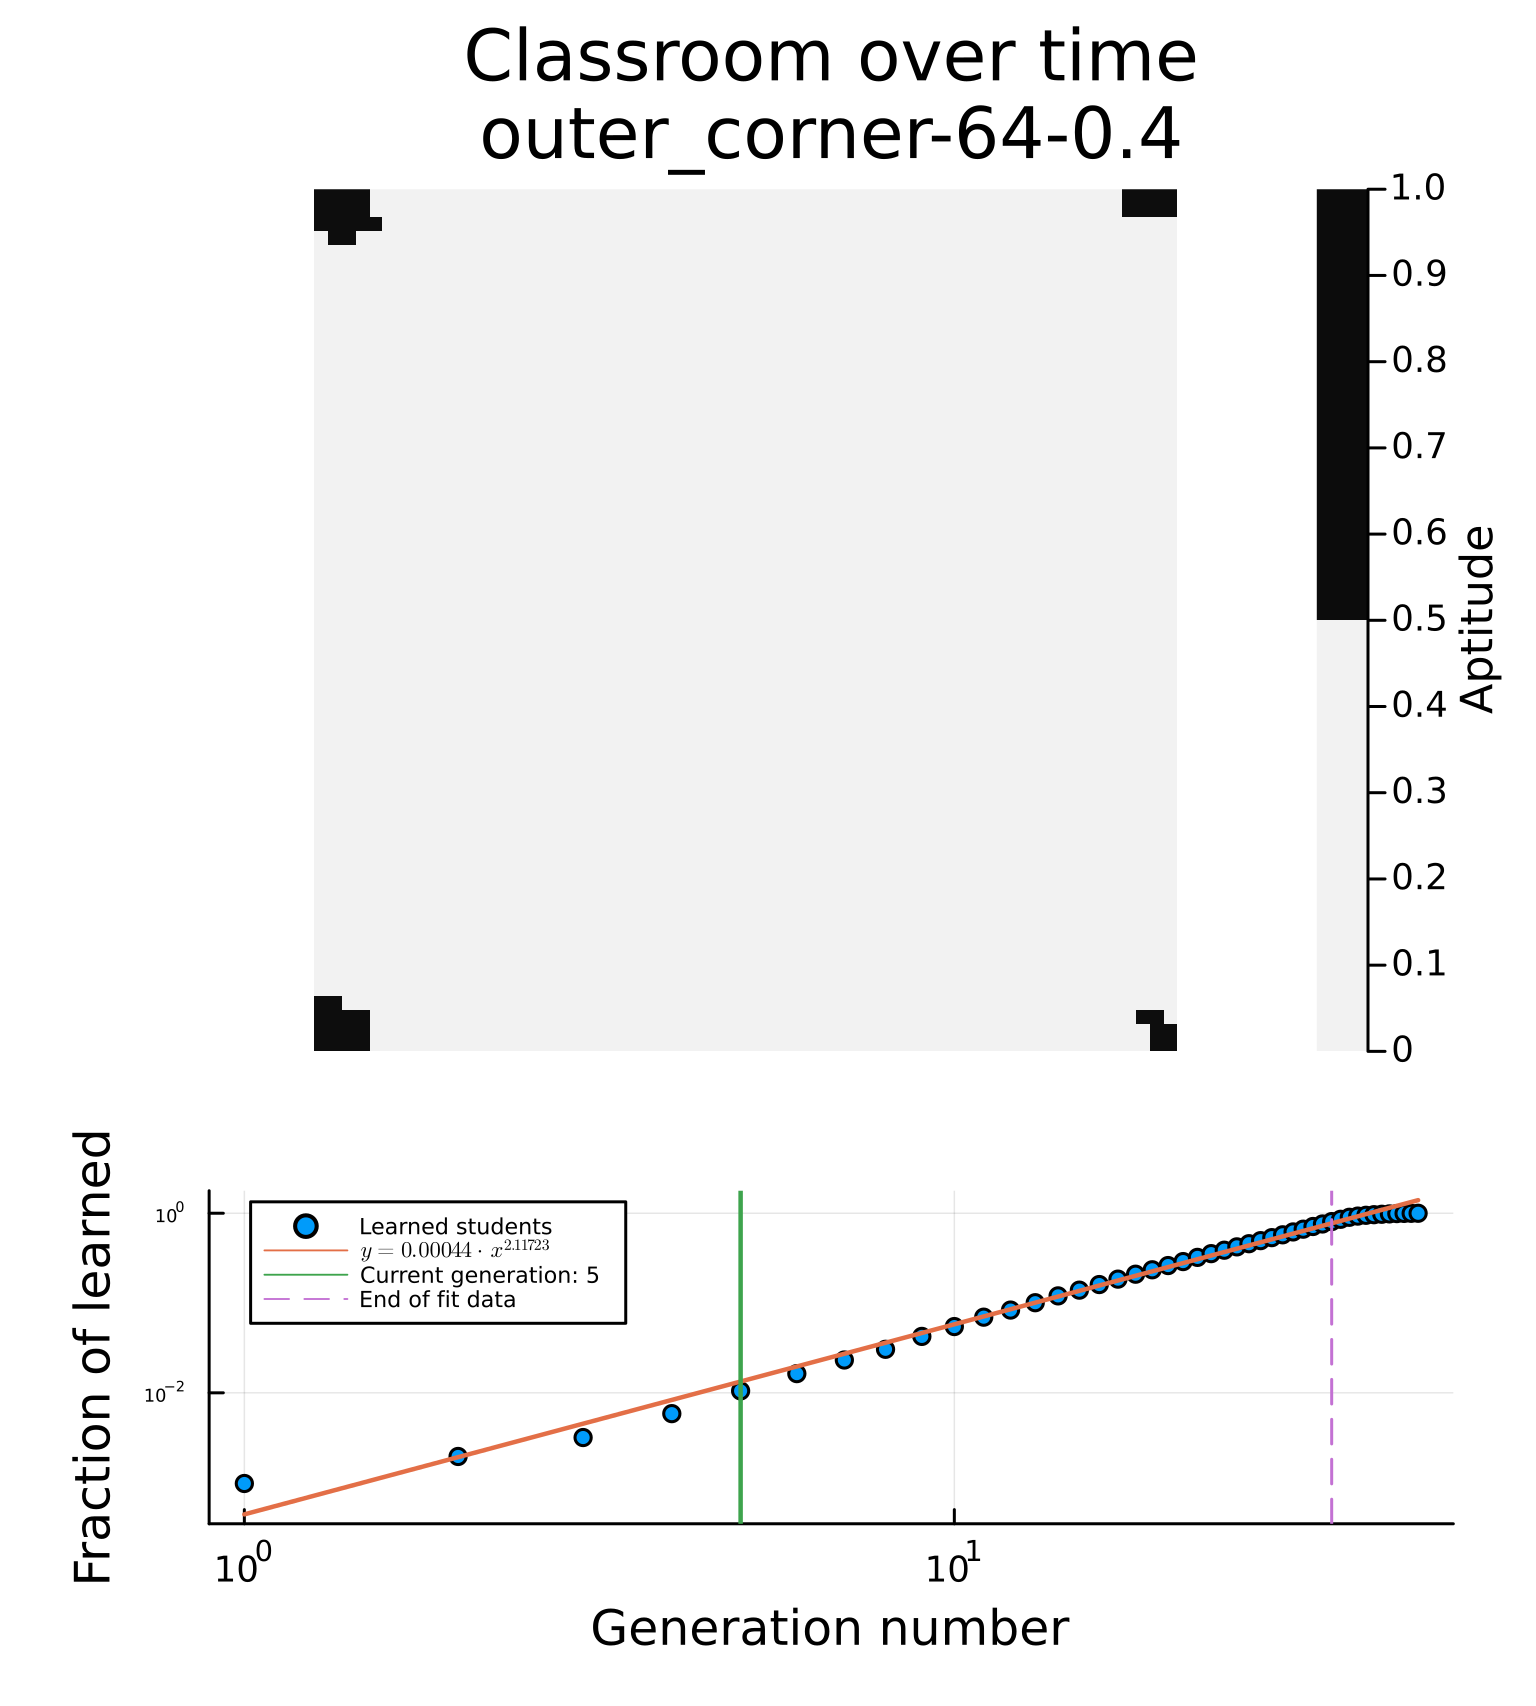 Classroom over time
outer_corner-64-0.4
1.0
0.9
0.8
0.7
0.6
0.5
0.4
0.3
0.2
0.1
0
Aptitude
Fraction of learned
10^0
10^-2
Learned students
y = 0.00044 · x^2.11723
Current generation: 5
End of fit data
10^0
10^1
Generation number